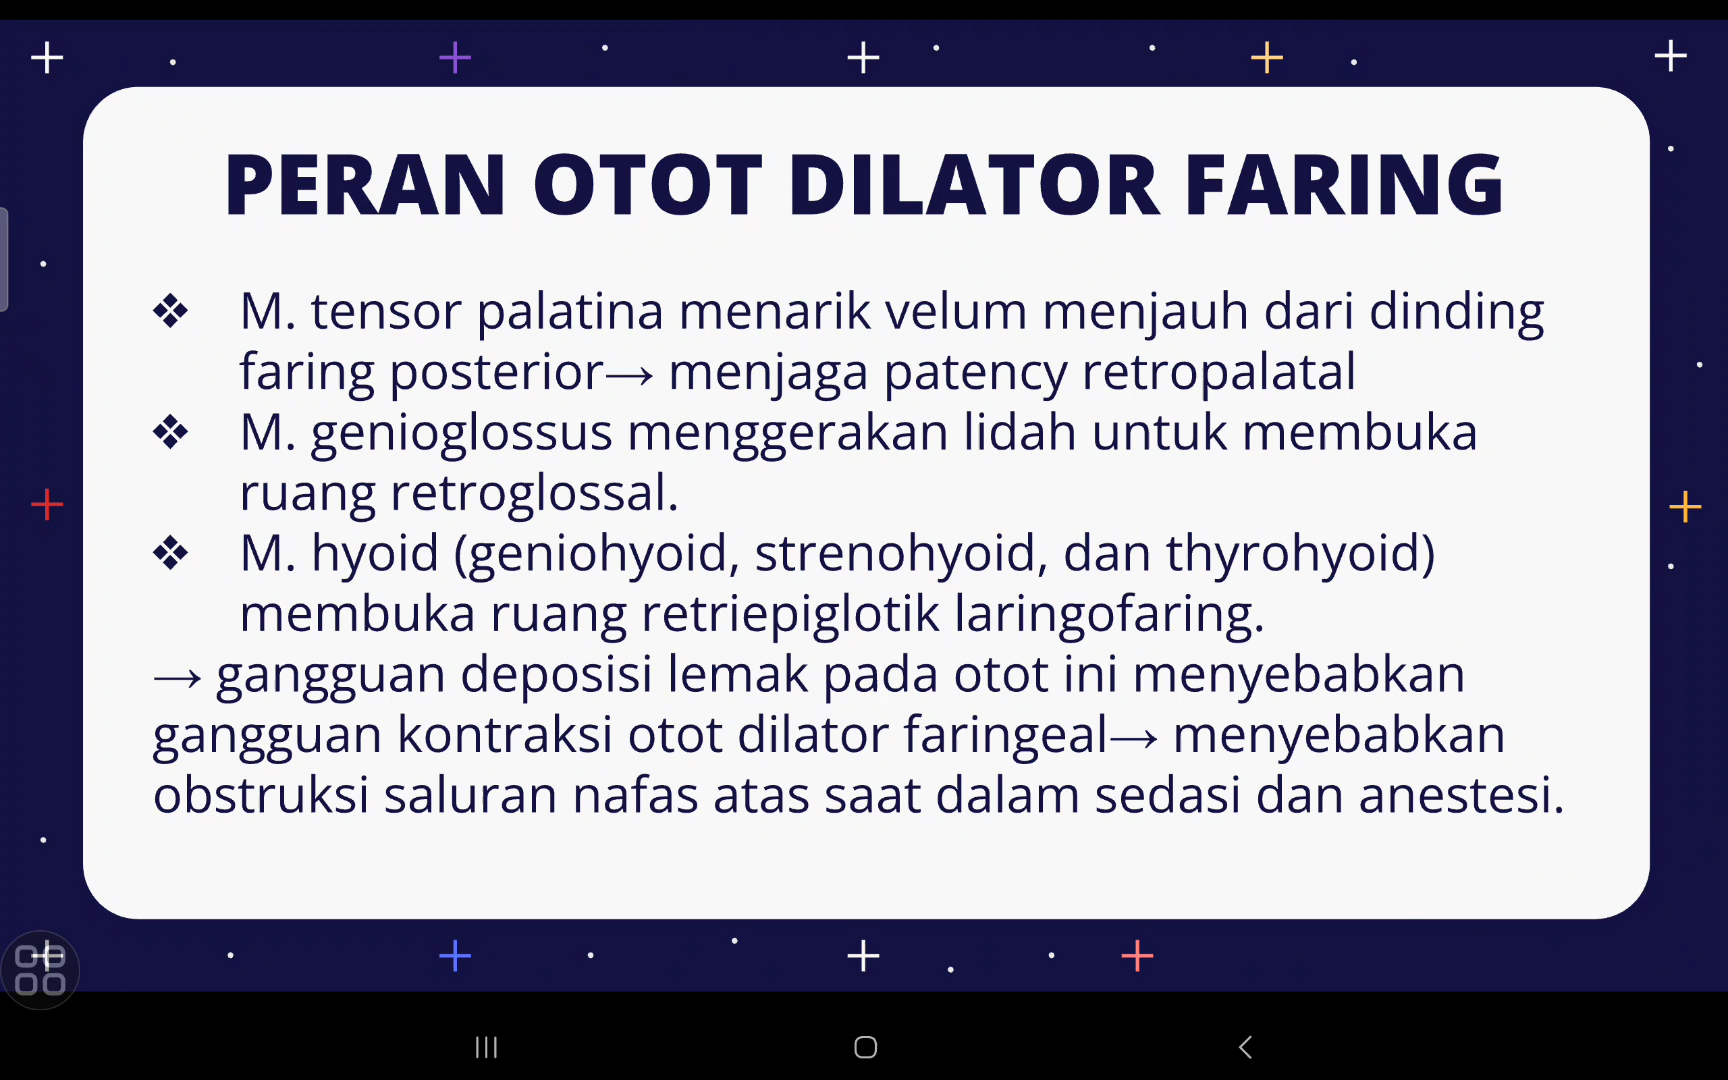 PERAN OTOT DILATOR FARING
❖ M. tensor palatina menarik velum menjauh dari dinding
faring posterior→ menjaga patency retropalatal
❖ M. genioglossus menggerakan lidah untuk membuka
ruang retroglossal.
❖ M. hyoid (geniohyoid, strenohyoid, dan thyrohyoid)
membuka ruang retriepiglotik laringofaring.
→ gangguan deposisi lemak pada otot ini menyebabkan
gangguan kontraksi otot dilator faringeal→ menyebabkan
obstruksi saluran nafas atas saat dalam sedasi dan anestesi.